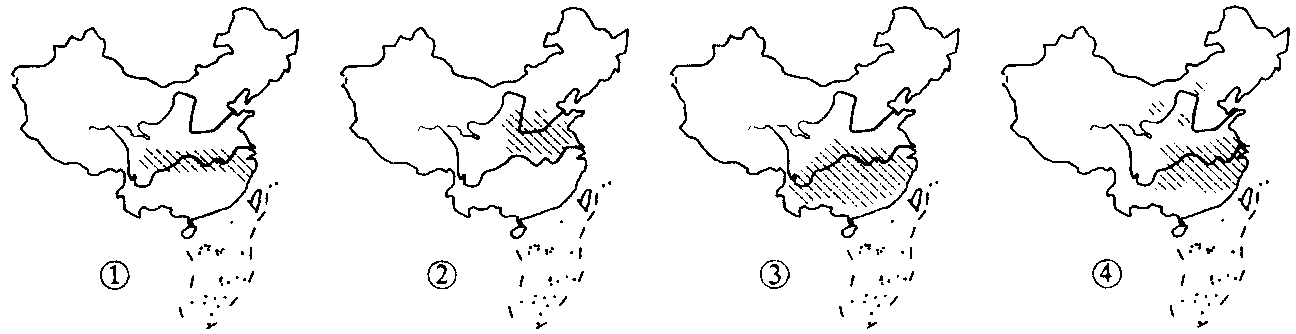 ① ② ③ ④